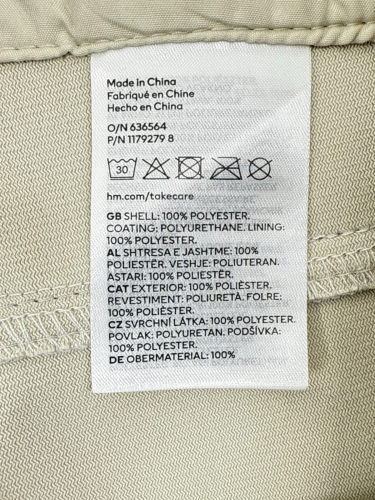 Made in China
Fabriqué en Chine
Hecho en China
O/N 636564
P/N 1179279 8
30
hm.com/takecare
GB SHELL: 100% POLYESTER.
COATING: POLYURETHANE. LINING:
100% POLYESTER.
AL SHTRESA E JASHTME: 100%
POLIESTËR. VESHJE: POLIUTERAN.
ASTARI: 100% POLIESTËR.
CAT EXTERIOR: 100% POLIÈSTER.
REVESTIMENT: POLIURETÀ. FOLRE:
100% POLIÈSTER.
CZ SVRCHNÍ LÁTKA: 100% POLYESTER.
POVLAK: POLYURETAN. PODŠÍVKA:
100% POLYESTER.
DE OBERMATERIAL: 100%